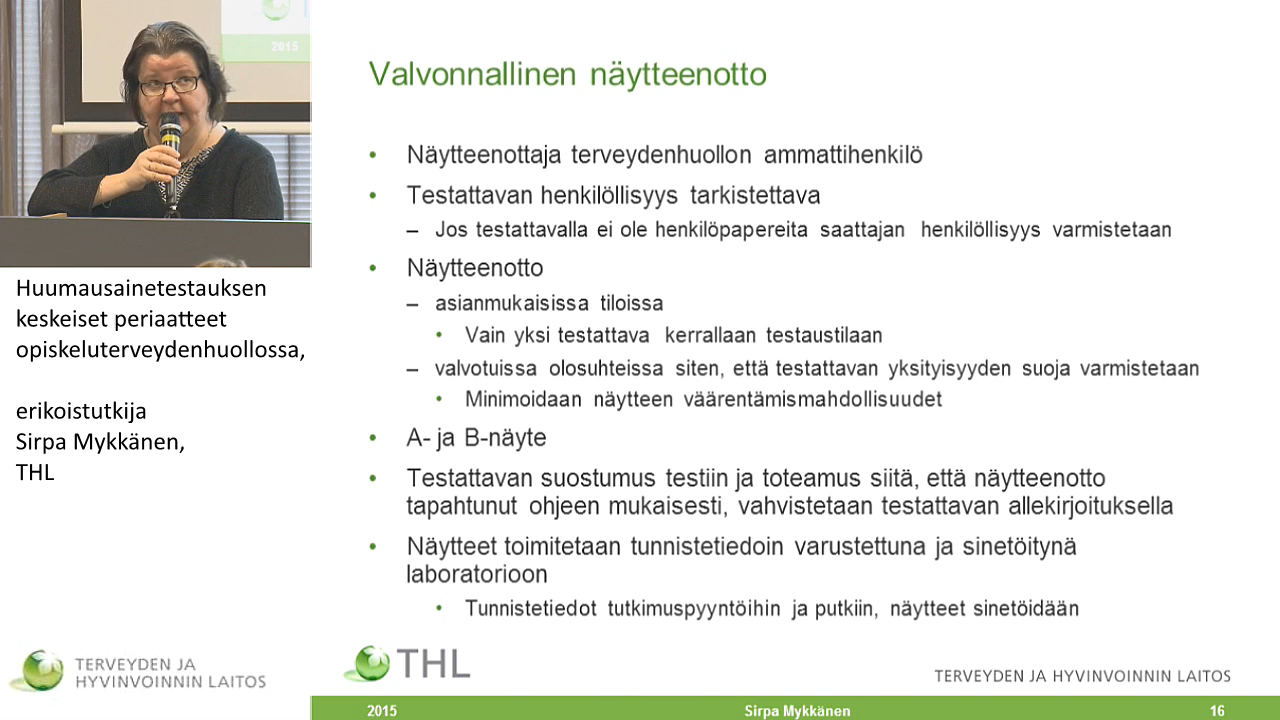 2015
Huumausainetestauksen
keskeiset periaatteet
opiskeluterveydenhuollossa,
erikoistutkija
Sirpa Mykkänen,
THL
TERVEYDEN JA
HYVINVOINNIN LAITOS
Valvonnallinen näytteenotto
• Näytteenottaja terveydenhuollon ammattihenkilö
• Testattavan henkilöllisyys tarkistettava
– Jos testattavalla ei ole henkilöpapereita saattajan henkilöllisyys varmistetaan
• Näytteenotto
– asianmukaisissa tiloissa
• Vain yksi testattava kerrallaan testaustilaan
– valvotuissa olosuhteissa siten, että testattavan yksityisyyden suoja varmistetaan
• Minimoidaan näytteen väärentämismahdollisuudet
• A- ja B-näyte
• Testattavan suostumus testiin ja toteamus siitä, että näytteenotto
tapahtunut ohjeen mukaisesti, vahvistetaan testattavan allekirjoituksella
• Näytteet toimitetaan tunnistetiedoin varustettuna ja sinetöitynä
laboratorioon
• Tunnistetiedot tutkimuspyyntöihin ja putkiin, näytteet sinetöidään
THL
TERVEYDEN JA HYVINVOINNIN LAITOS
2015
Sirpa Mykkänen
16